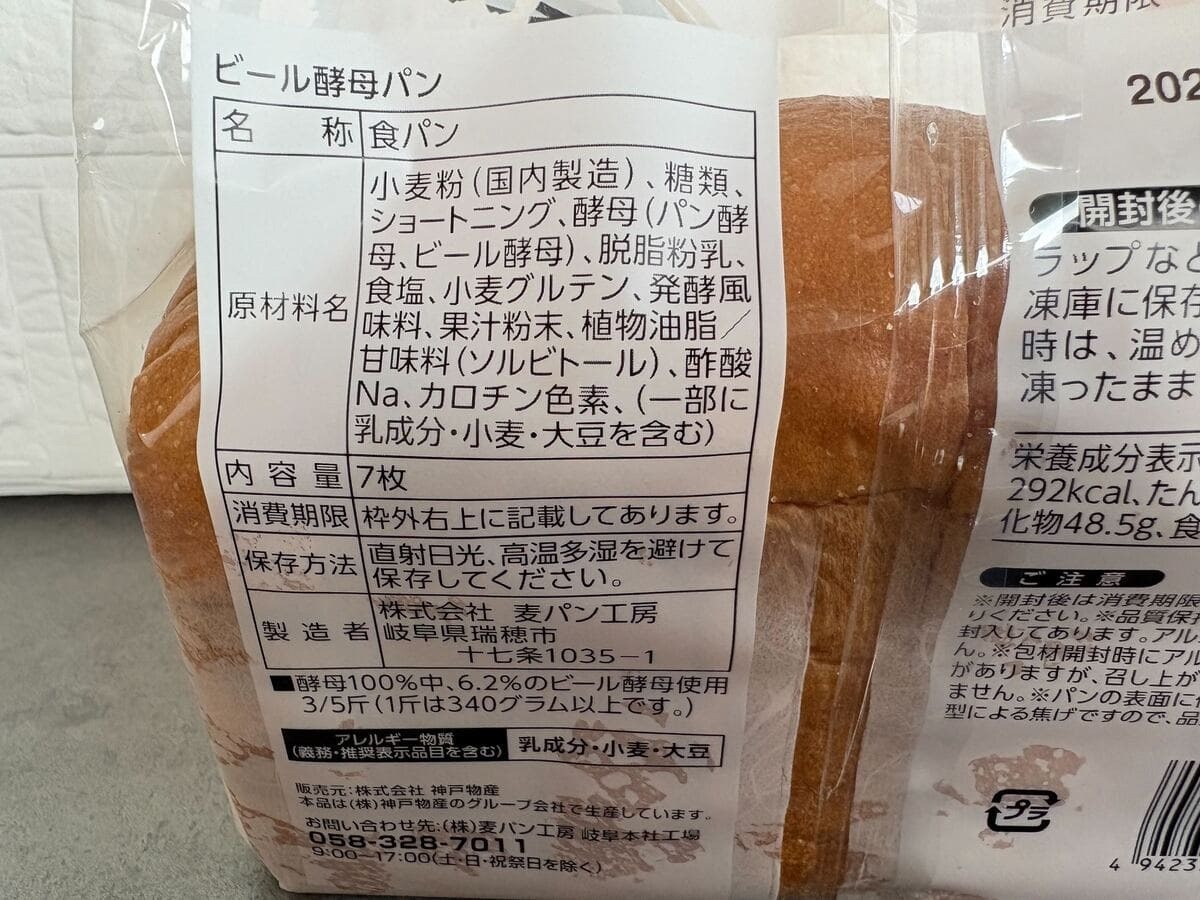 ビール酵母パン
名称 食パン
原材料名
小麦粉(国内製造)、糖類、
ショートニング、酵母(パン酵
母、ビール酵母)、脱脂粉乳、
食塩、小麦グルテン、発酵風
味料、果汁粉末、植物油脂/
甘味料(ソルビトール)、酢酸
Na、カロチン色素、(一部に
乳成分・小麦・大豆を含む)
内容量 7枚
消費期限 枠外右上に記載してあります。
保存方法 直射日光、高温多湿を避けて
保存してください。
製造者 株式会社 麦パン工房
岐阜県瑞穂市
十七条1035-1
■酵母100%中、6.2%のビール酵母使用
3/5斤(1斤は340グラム以上です。)
アレルギー物質
(義務・推奨表示品目を含む)
乳成分・小麦・大豆
販売元:株式会社 神戸物産
本品は(株)神戸物産のグループ会社で生産しています。
お問い合わせ先:(株)麦パン工房 岐阜本社工場
058-328-7011
9:00-17:00(土・日・祝祭日を除く)
消費期限
202
開封後
ラップなど
凍庫に保存
時は、温め
凍ったまま
栄養成分表示
292kcal、たん
化物48.5g、食
ご注意
※開封後は消費期限
りください。※品質保持
封入してあります。アル
ん。※包材開封時にアル
がありますが、召し上が
ません。※パンの表面に
型による焦げですので、品
プラ
4 9423